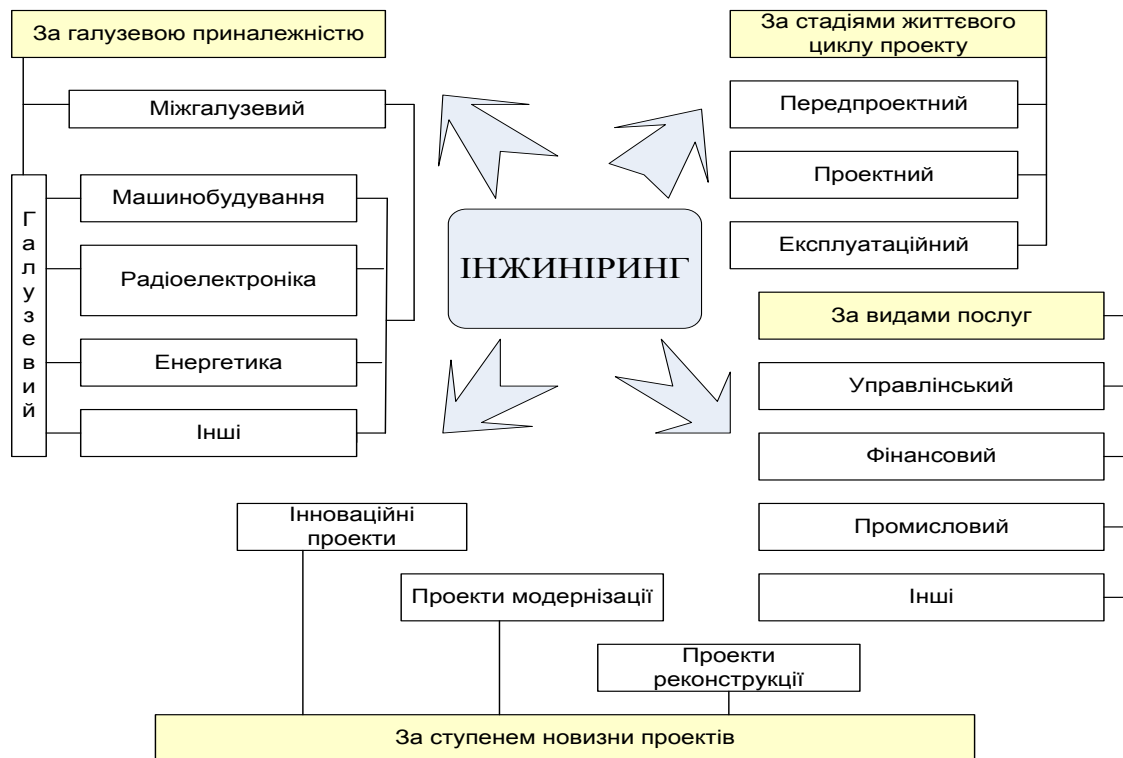 За галузевою приналежністю
Міжгалузевий
Галузевий
Машинобудування
Радіоелектроніка
Енергетика
Інші
ІНЖИНІРИНГ
За стадіями життєвого
циклу проекту
Передпроектний
Проектний
Експлуатаційний
За видами послуг
Управлінський
Фінансовий
Промисловий
Інші
Інноваційні
проекти
Проекти модернізації
Проекти
реконструкції
За ступенем новизни проектів